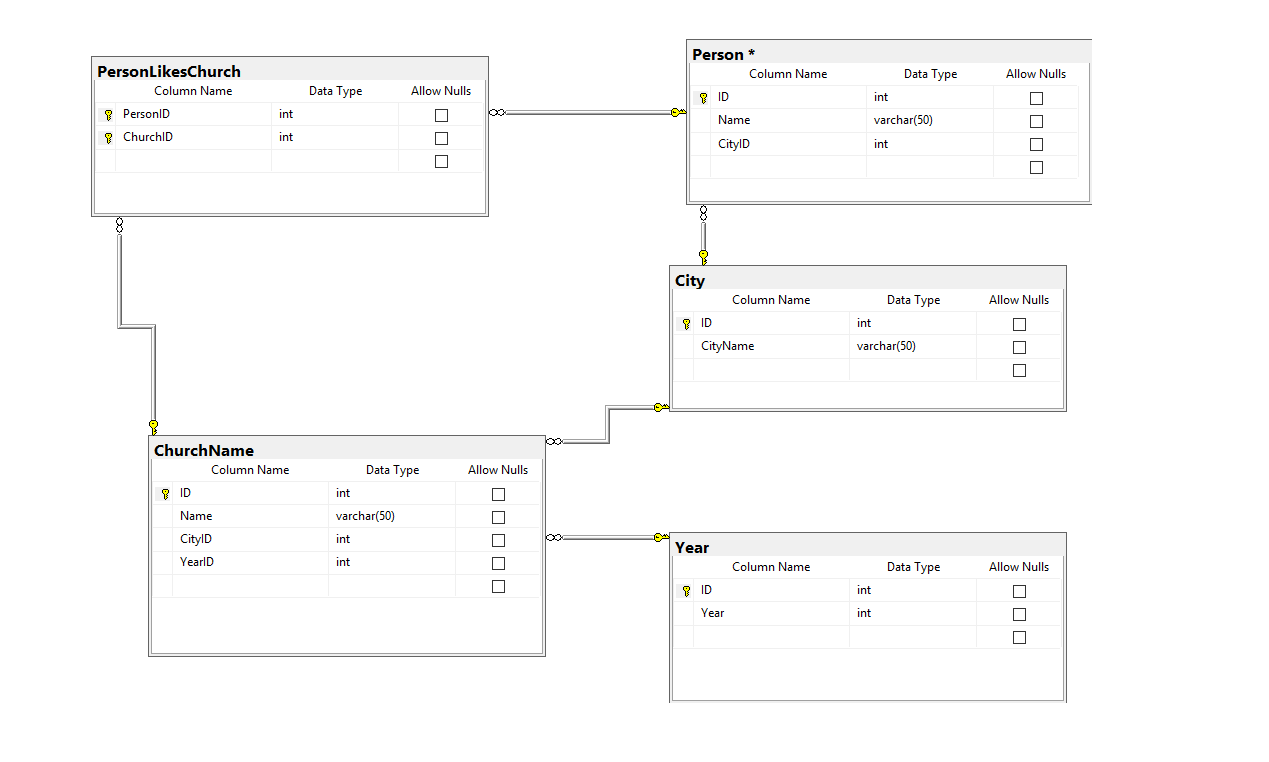 PersonLikesChurch
Column Name Data Type Allow Nulls
PersonID int
ChurchID int
Person *
Column Name Data Type Allow Nulls
ID int
Name varchar(50)
CityID int
City
Column Name Data Type Allow Nulls
ID int
CityName varchar(50)
ChurchName
Column Name Data Type Allow Nulls
ID int
Name varchar(50)
CityID int
YearID int
Year
Column Name Data Type Allow Nulls
ID int
Year int